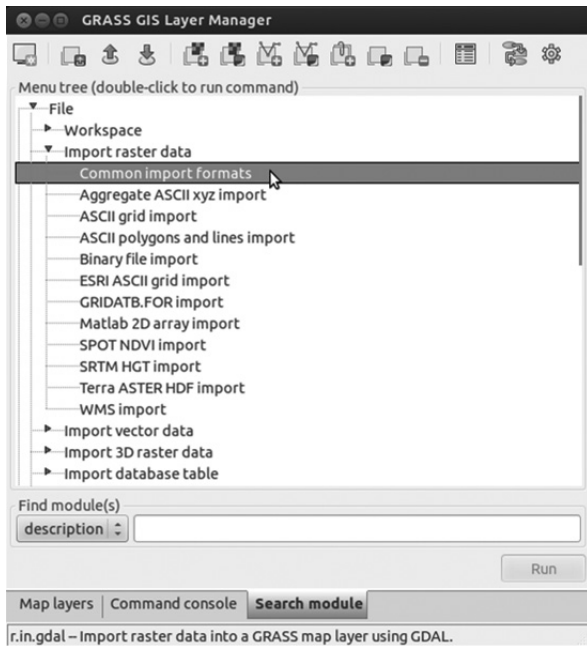 GRASS GIS Layer Manager
Menu tree (double-click to run command)
File
Workspace
Import raster data
Common import formats
Aggregate ASCII xyz import
ASCII grid import
ASCII polygons and lines import
Binary file import
ESRI ASCII grid import
GRIDATB.FOR import
Matlab 2D array import
SPOT NDVI import
SRTM HGT import
Terra ASTER HDF import
WMS import
Import vector data
Import 3D raster data
Import database table
Find module(s)
description
Run
Map layers Command console Search module
r.in.gdal – Import raster data into a GRASS map layer using GDAL.